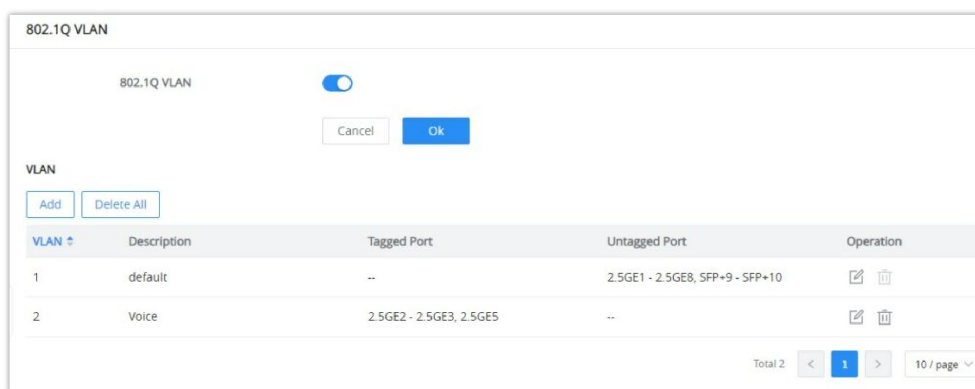 802.1Q VLAN
802.1Q VLAN
Cancel Ok
VLAN
Add Delete All
VLAN Description Tagged Port Untagged Port Operation
1 default -- 2.5GE1 - 2.5GE8, SFP+9 - SFP+10
2 Voice 2.5GE2 - 2.5GE3, 2.5GE5 --
Total 2 < 1 > 10 / page